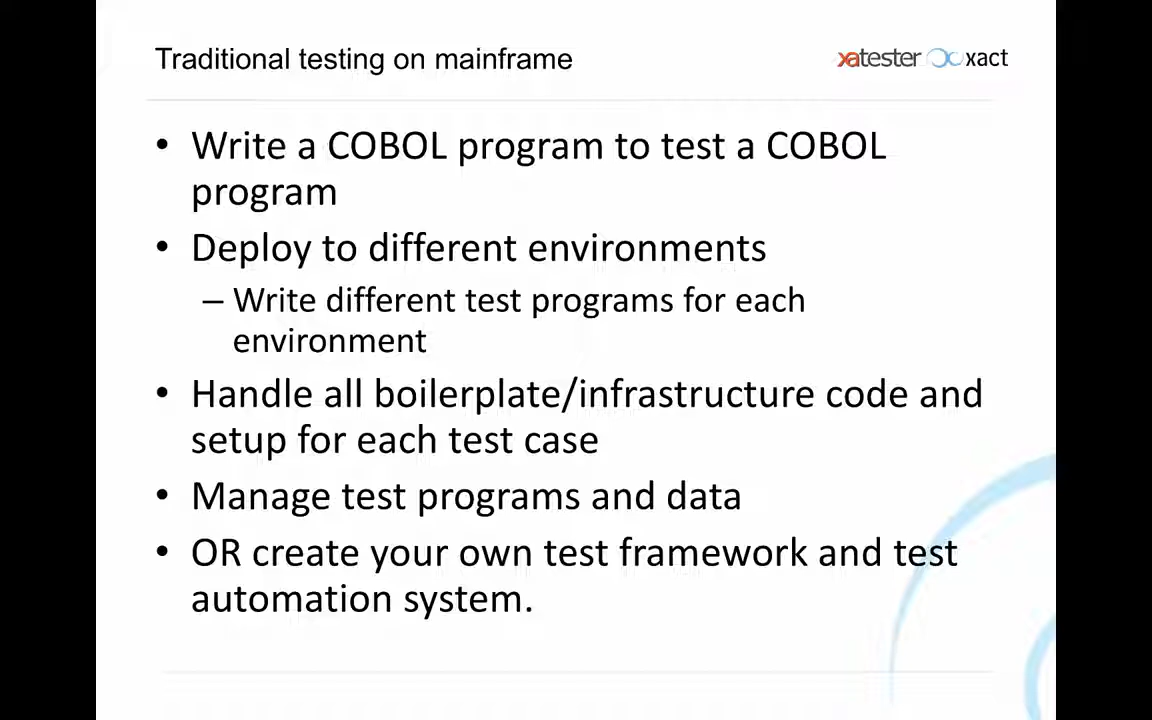 Traditional testing on mainframe
xatester xact
• Write a COBOL program to test a COBOL
program
• Deploy to different environments
– Write different test programs for each
environment
• Handle all boilerplate/infrastructure code and
setup for each test case
• Manage test programs and data
• OR create your own test framework and test
automation system.